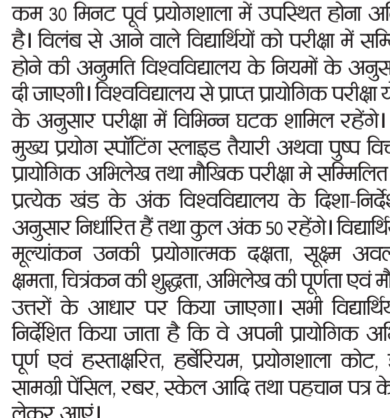 कम 30 मिनट पूर्व प्रयोगशाला में उपस्थित होना
है। विलंब से आने वाले विद्यार्थियों को परीक्षा में
होने की अनुमति विश्वविद्यालय के नियमों के
दी जाएगी। विश्वविद्यालय से प्राप्त प्रायोगिक परीक्षा
के अनुसार परीक्षा में विभिन्न घटक शामिल रहेंगे।
मुख्य प्रयोग स्पॉटिंग स्लाइड तैयारी अथवा पुष्प
प्रायोगिक अभिलेख तथा मौखिक परीक्षा मे सम्मिलित
प्रत्येक खंड के अंक विश्वविद्यालय के
अनुसार निर्धारित हैं तथा कुल अंक 50 रहेंगे।
मूल्यांकन उनकी प्रयोगात्मक दक्षता, सूक्ष्म
क्षमता, चित्रांकन की शुद्धता, अभिलेख की पूर्णता एवं
उत्तरों के आधार पर किया जाएगा। सभी
निर्देशित किया जाता है कि वे अपनी प्रायोगिक
पूर्ण एवं हस्ताक्षरित, हर्बेरियम, प्रयोगशाला कोट,
सामग्री पेंसिल, रबर, स्केल आदि तथा पहचान पत्र
लेकर आएं।